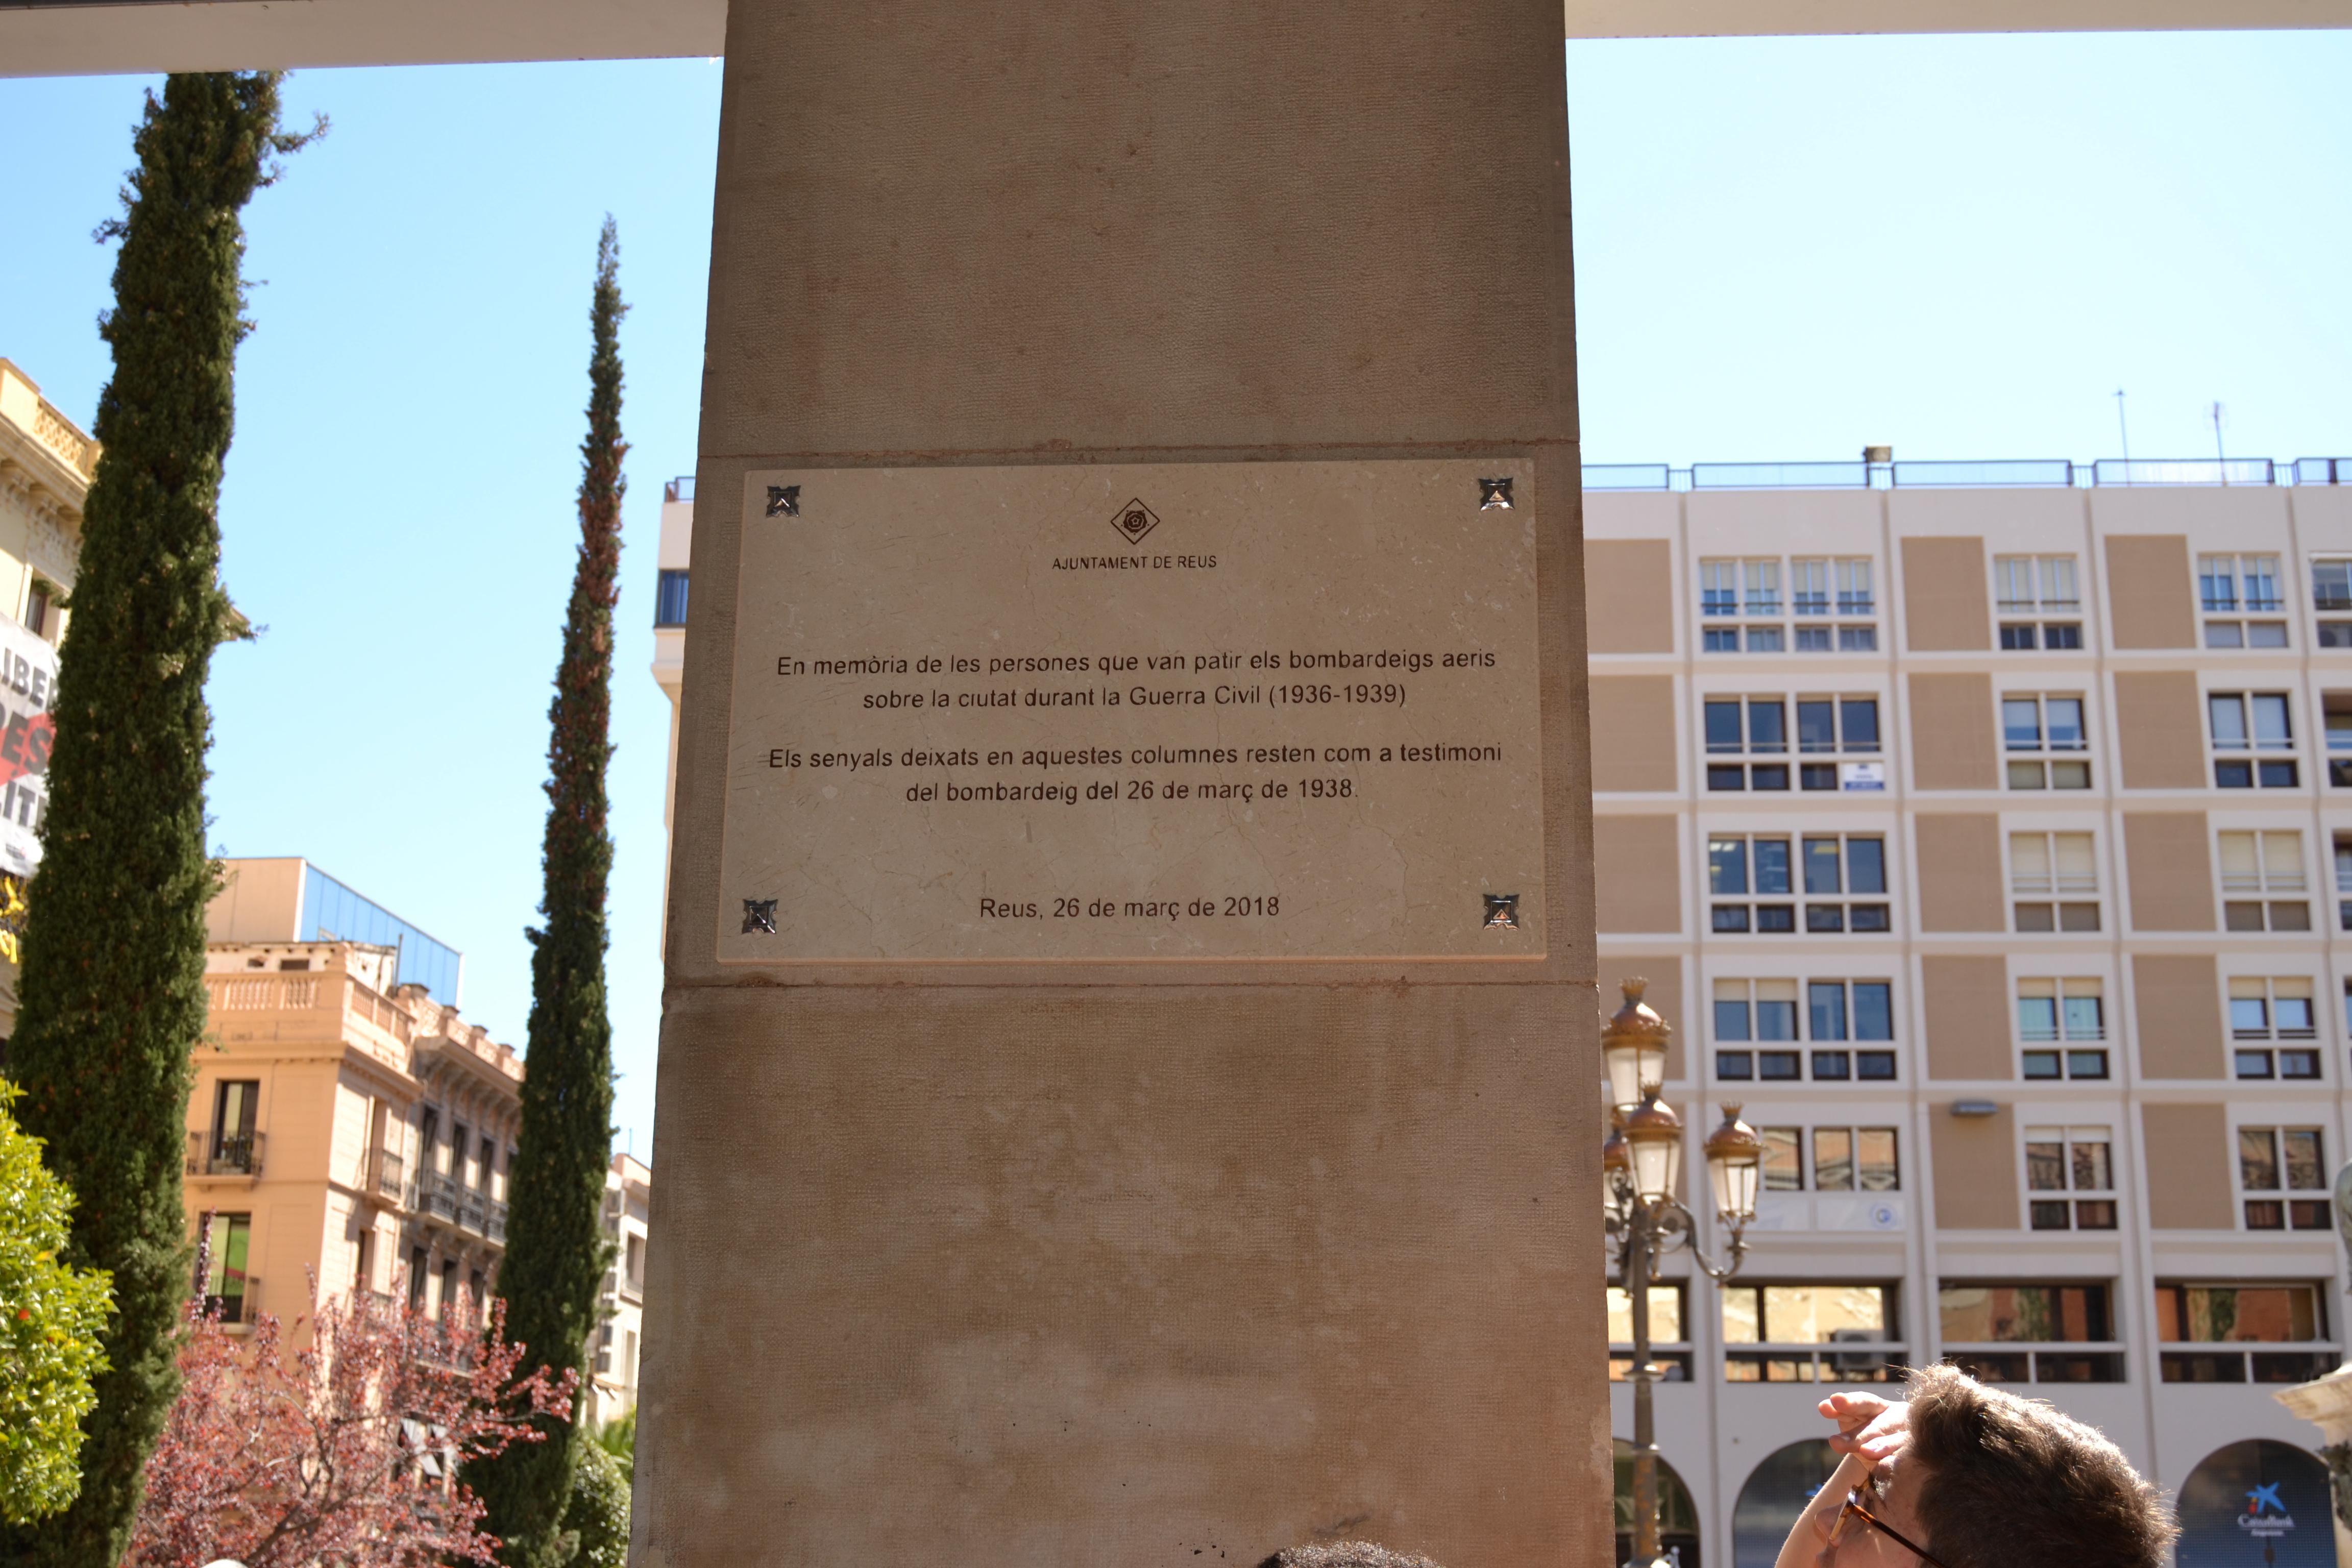 AJUNTAMENT DE REUS
En memòria de les persones que van patir els bombardeigs aeris
sobre la ciutat durant la Guerra Civil (1936-1939)
Els senyals deixats en aquestes columnes resten com a testimoni
del bombardeig del 26 de març de 1938.
Reus, 26 de març de 2018
CaixaBank